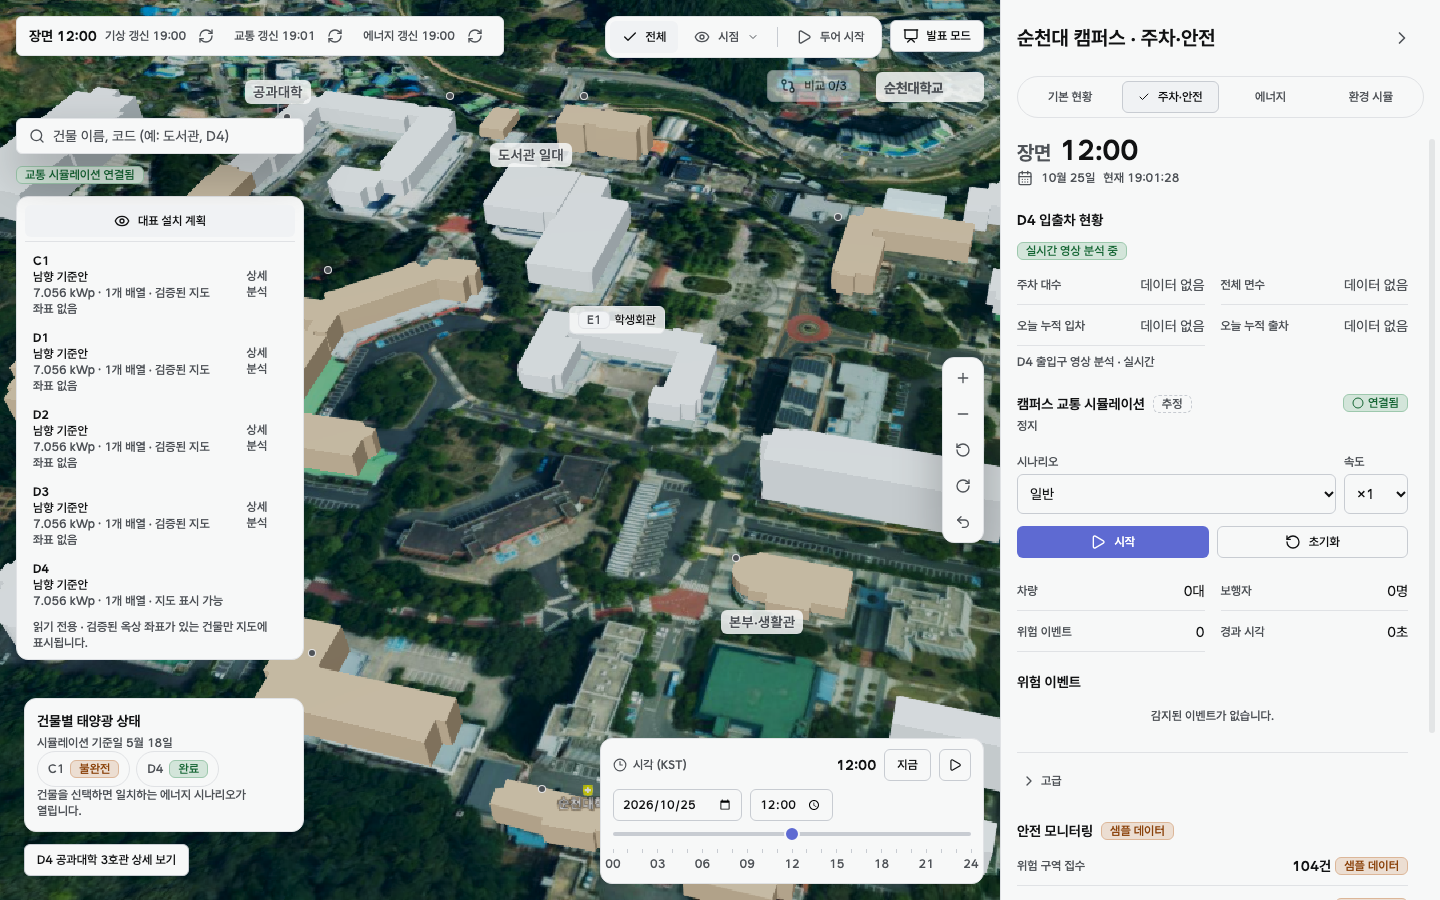 장면 12:00 기상 갱신 19:00 교통 갱신 19:01 에너지 갱신 19:00
전체 시점 투어 시작 발표 모드
비교 0/3 순천대학교
공과대학
건물 이름, 코드 (예: 도서관, D4)
도서관 일대
교통 시뮬레이션 연결됨
대표 설치 계획
C1
남향 기준안
7.056 kWp · 1개 배열 · 검증된 지도
좌표 없음
상세
분석
D1
남향 기준안
7.056 kWp · 1개 배열 · 검증된 지도
좌표 없음
상세
분석
D2
남향 기준안
7.056 kWp · 1개 배열 · 검증된 지도
좌표 없음
상세
분석
D3
남향 기준안
7.056 kWp · 1개 배열 · 검증된 지도
좌표 없음
상세
분석
D4
남향 기준안
7.056 kWp · 1개 배열 · 지도 표시 가능
읽기 전용 · 검증된 옥상 좌표가 있는 건물만 지도에
표시됩니다.
E1 학생회관
본부·생활관
건물별 태양광 상태
시뮬레이션 기준일 5월 18일
C1 불완전 D4 완료
건물을 선택하면 일치하는 에너지 시나리오가
열립니다.
D4 공과대학 3호관 상세 보기
시각 (KST) 12:00 지금
2026/10/25 12:00
00 03 06 09 12 15 18 21 24
순천대 캠퍼스 · 주차·안전
기본 현황 주차·안전 에너지 환경 시뮬
장면 12:00
10월 25일 현재 19:01:28
D4 입출차 현황
실시간 영상 분석 중
주차 대수 데이터 없음 전체 면수 데이터 없음
오늘 누적 입차 데이터 없음 오늘 누적 출차 데이터 없음
D4 출입구 영상 분석 · 실시간
캠퍼스 교통 시뮬레이션 추정 연결됨
정지
시나리오 속도
일반 ×1
시작 초기화
차량 0대 보행자 0명
위험 이벤트 0 경과 시각 0초
위험 이벤트
감지된 이벤트가 없습니다.
고급
안전 모니터링 샘플 데이터
위험 구역 접수 104건 샘플 데이터